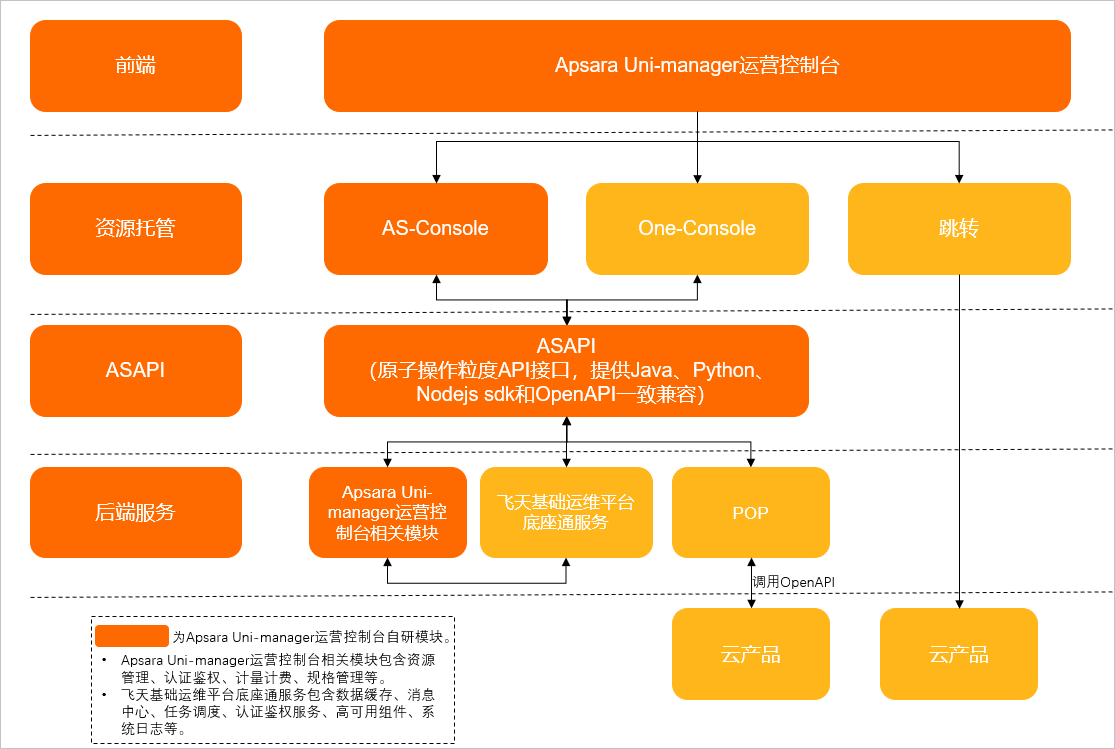 前端
Apsara Uni-manager运营控制台
资源托管
AS-Console
One-Console
跳转
ASAPI
ASAPI
(原子操作粒度API接口，提供Java、Python、
Nodejs sdk和OpenAPI一致兼容)
后端服务
Apsara Uni-
manager运营控
制台相关模块
飞天基础运维平台
底座通服务
POP
调用OpenAPI
云产品
云产品
为Apsara Uni-manager运营控制台自研模块。
• Apsara Uni-manager运营控制台相关模块包含资源
管理、认证鉴权、计量计费、规格管理等。
• 飞天基础运维平台底座通服务包含数据缓存、消息
中心、任务调度、认证鉴权服务、高可用组件、系
统日志等。